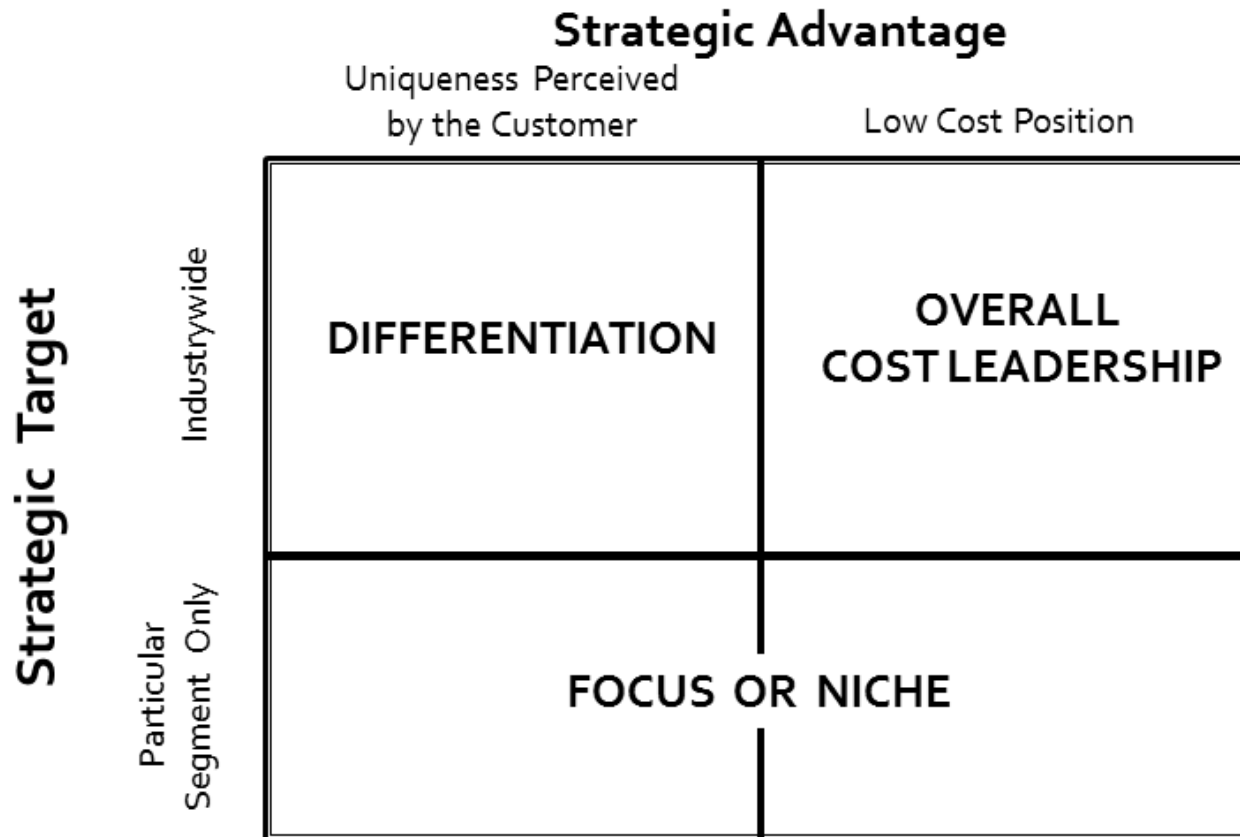 Strategic Advantage
Uniqueness Perceived
by the Customer
Low Cost Position
Strategic Target
Industrywide
DIFFERENTIATION
OVERALL
COST LEADERSHIP
Particular
Segment Only
FOCUS OR NICHE